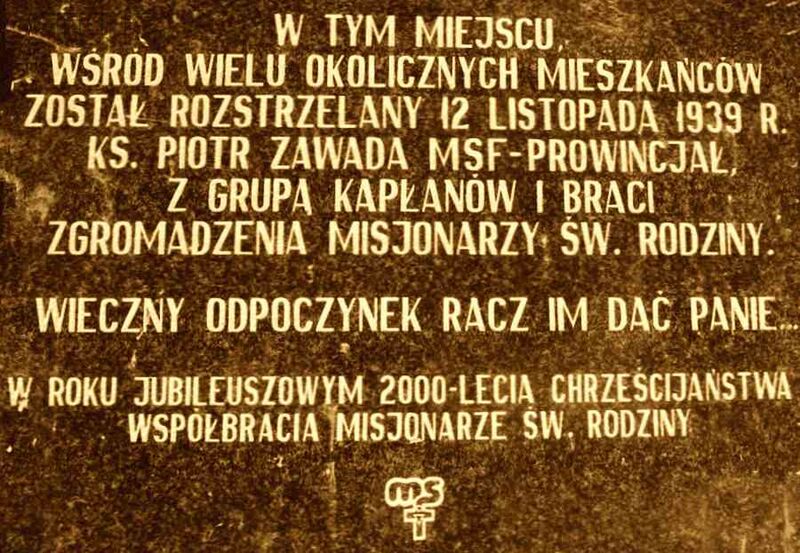 W TYM MIEJSCU,
WŚRÓD WIELU OKOLICZNYCH MIESZKAŃCÓW
ZOSTAŁ ROZSTRZELANY 12 LISTOPADA 1939 R.
KS. PIOTR ZAWADA MSF-PROWINCJAŁ,
Z GRUPĄ KAPŁANÓW I BRACI
ZGROMADZENIA MISJONARZY ŚW. RODZINY.
WIECZNY ODPOCZYNEK RACZ IM DAĆ PANIE...
W ROKU JUBILEUSZOWYM 2000-LECIA CHRZEŚCIJAŃSTWA
WSPÓŁBRACIA MISJONARZE ŚW. RODZINY
msf